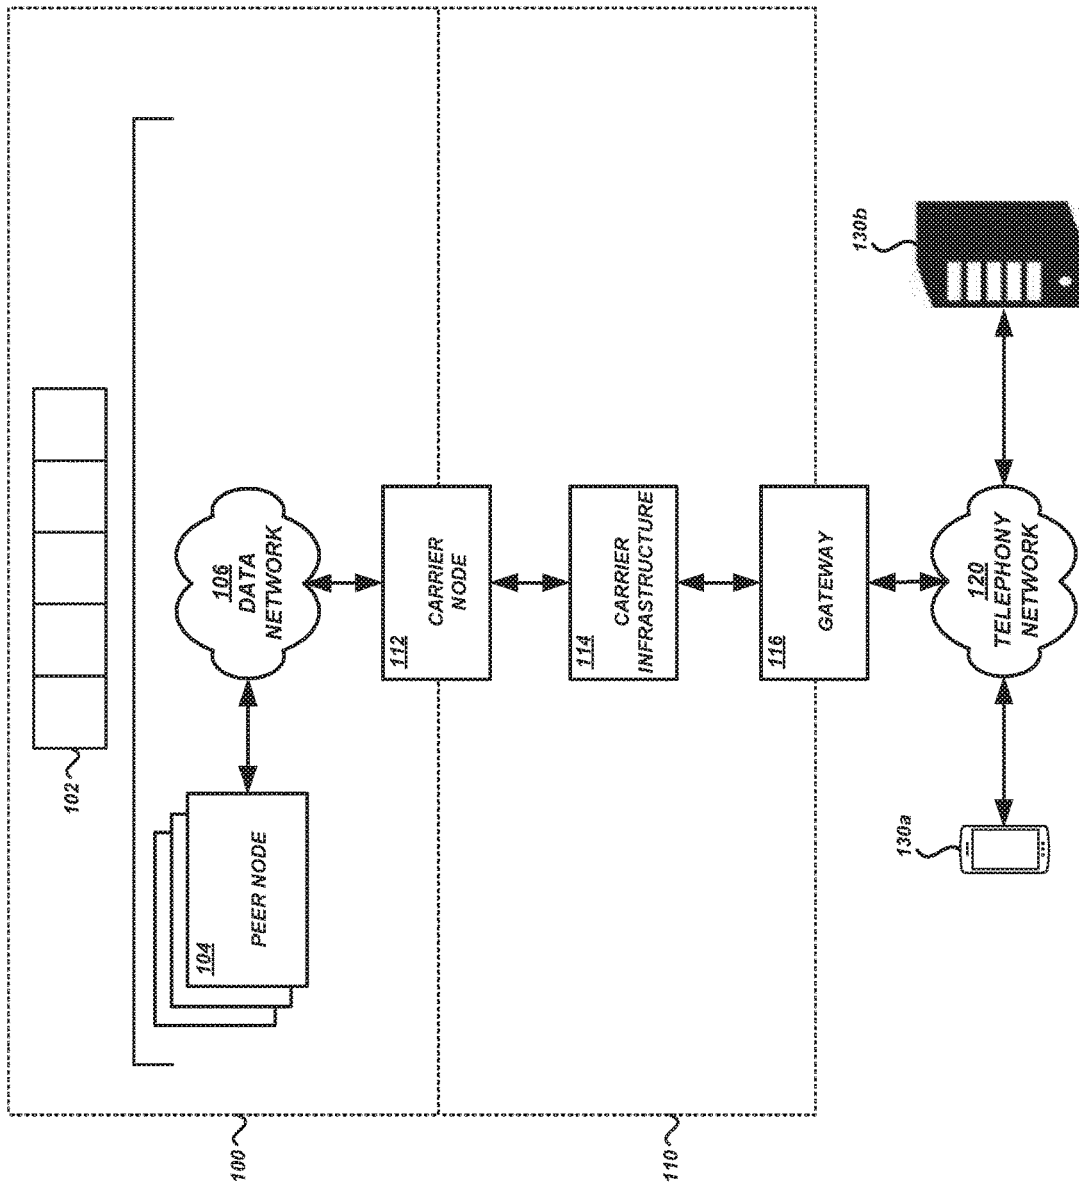 100
102
104
PEER NODE
106
DATA
NETWORK
110
112
CARRIER
NODE
114
CARRIER
INFRASTRUCTURE
116
GATEWAY
120
TELEPHONY
NETWORK
130a
130b